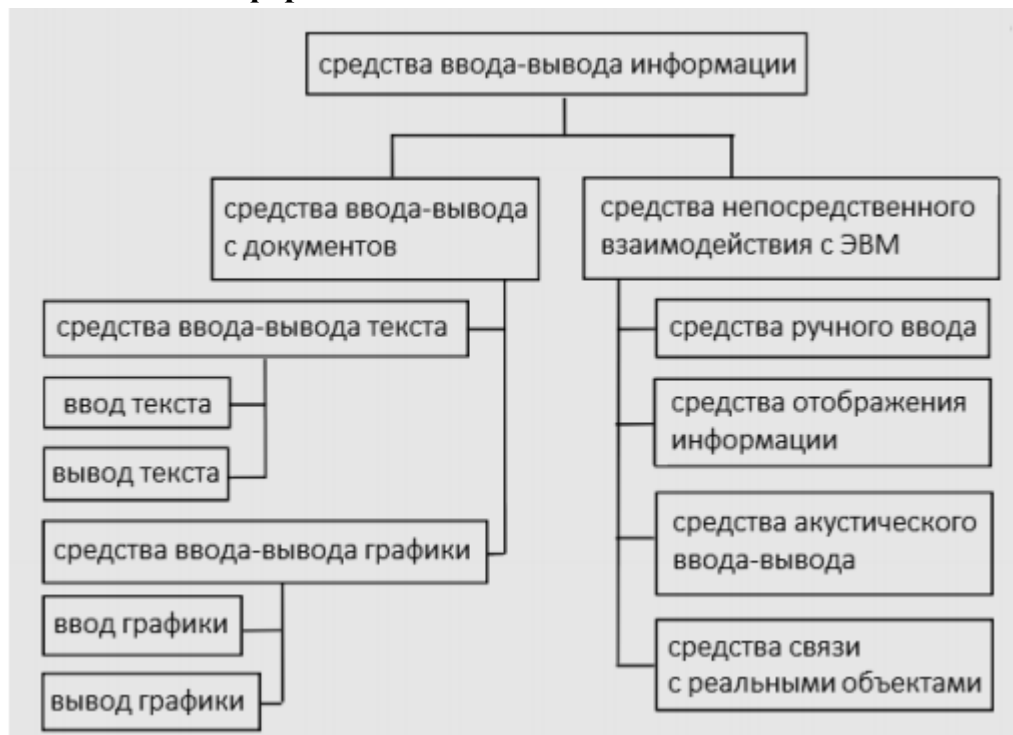 средства ввода-вывода информации
средства ввода-вывода
с документов
средства ввода-вывода текста
ввод текста
вывод текста
средства ввода-вывода графики
ввод графики
вывод графики
средства непосредственного
взаимодействия с ЭВМ
средства ручного ввода
средства отображения
информации
средства акустического
ввода-вывода
средства связи
с реальными объектами